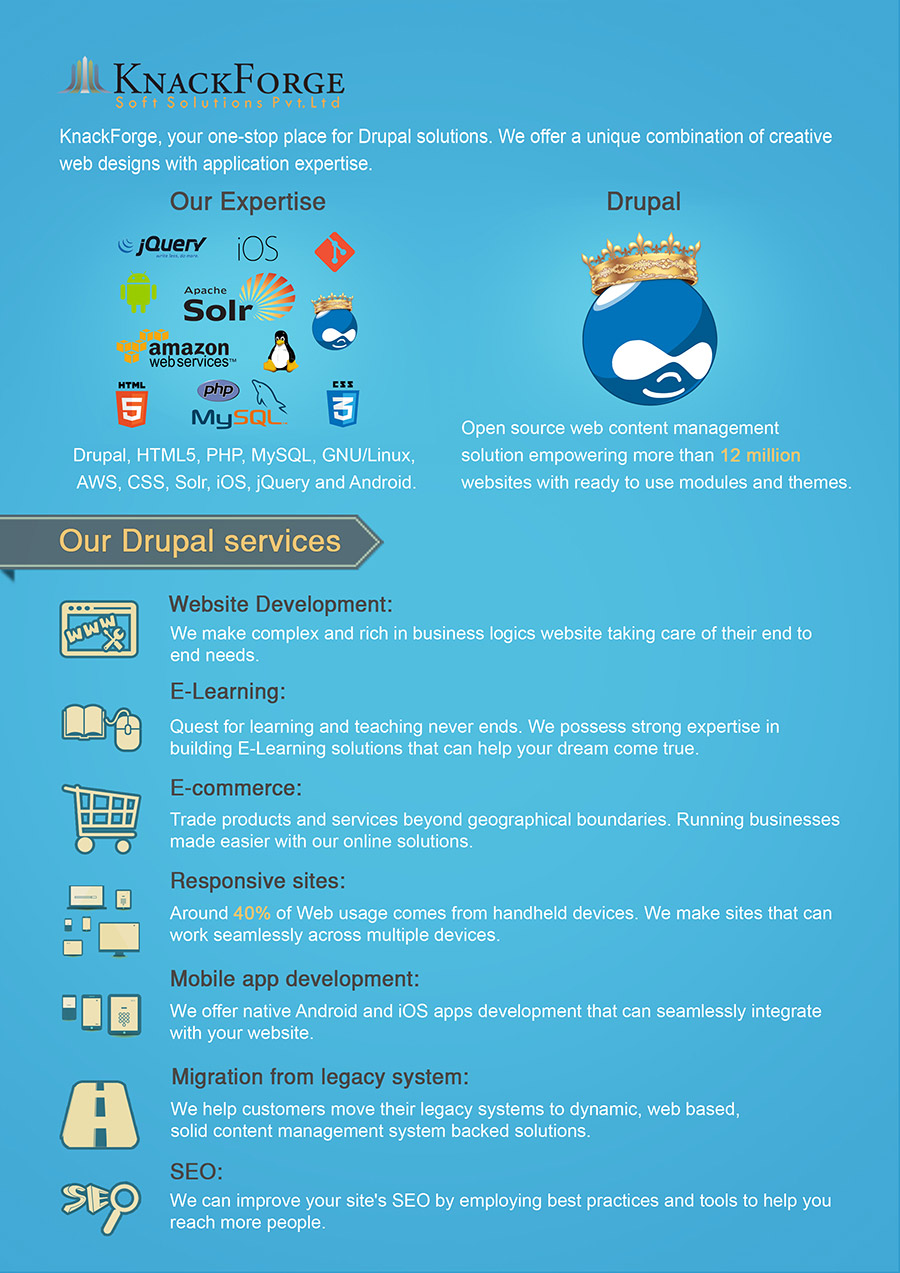 KNACKFORGE
Soft Solutions Pvt.Ltd
KnackForge, your one-stop place for Drupal solutions. We offer a unique combination of creative
web designs with application expertise.
Our Expertise
jQuery
write less, do more.
iOS
Apache
Solr
amazon
webservices™
HTML
5
php
MySQL
CSS
3
Drupal, HTML5, PHP, MySQL, GNU/Linux,
AWS, CSS, Solr, iOS, jQuery and Android.
Drupal
Open source web content management
solution empowering more than 12 million
websites with ready to use modules and themes.
Our Drupal services
WWW
Website Development:
We make complex and rich in business logics website taking care of their end to
end needs.
E-Learning:
Quest for learning and teaching never ends. We possess strong expertise in
building E-Learning solutions that can help your dream come true.
E-commerce:
Trade products and services beyond geographical boundaries. Running businesses
made easier with our online solutions.
Responsive sites:
Around 40% of Web usage comes from handheld devices. We make sites that can
work seamlessly across multiple devices.
Mobile app development:
We offer native Android and iOS apps development that can seamlessly integrate
with your website.
Migration from legacy system:
We help customers move their legacy systems to dynamic, web based,
solid content management system backed solutions.
SEO
SEO:
We can improve your site's SEO by employing best practices and tools to help you
reach more people.